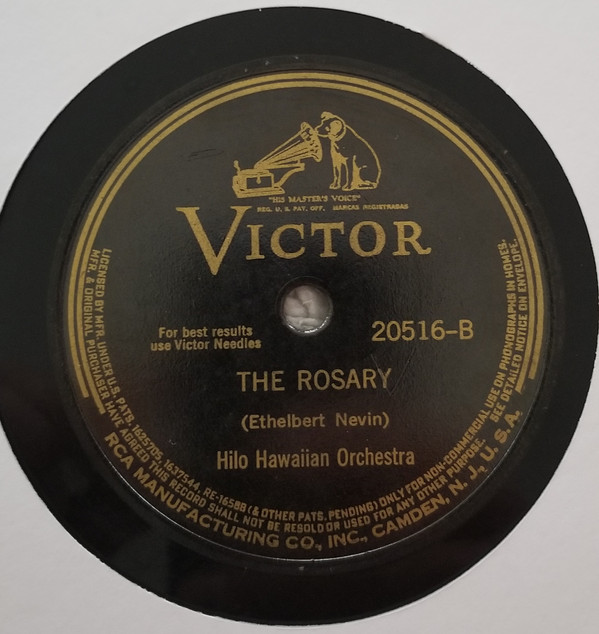 "HIS MASTER'S VOICE"
REG. U. S. PAT. OFF. MARCAS REGISTRADAS
VICTOR
For best results
use Victor Needles
20516-B
THE ROSARY
(Ethelbert Nevin)
Hilo Hawaiian Orchestra
LICENSED BY MFR. UNDER U.S. PATS. 1625705, 1637544, RE-16588 (& OTHER PATS. PENDING) ONLY FOR NON-COMMERCIAL USE ON PHONOGRAPHS IN HOMES.
MFR. & ORIGINAL PURCHASER HAVE AGREED THIS RECORD SHALL NOT BE RESOLD OR USED FOR ANY OTHER PURPOSE. SEE DETAILED NOTICE ON ENVELOPE.
RCA MANUFACTURING CO., INC., CAMDEN, N. J., U. S. A.